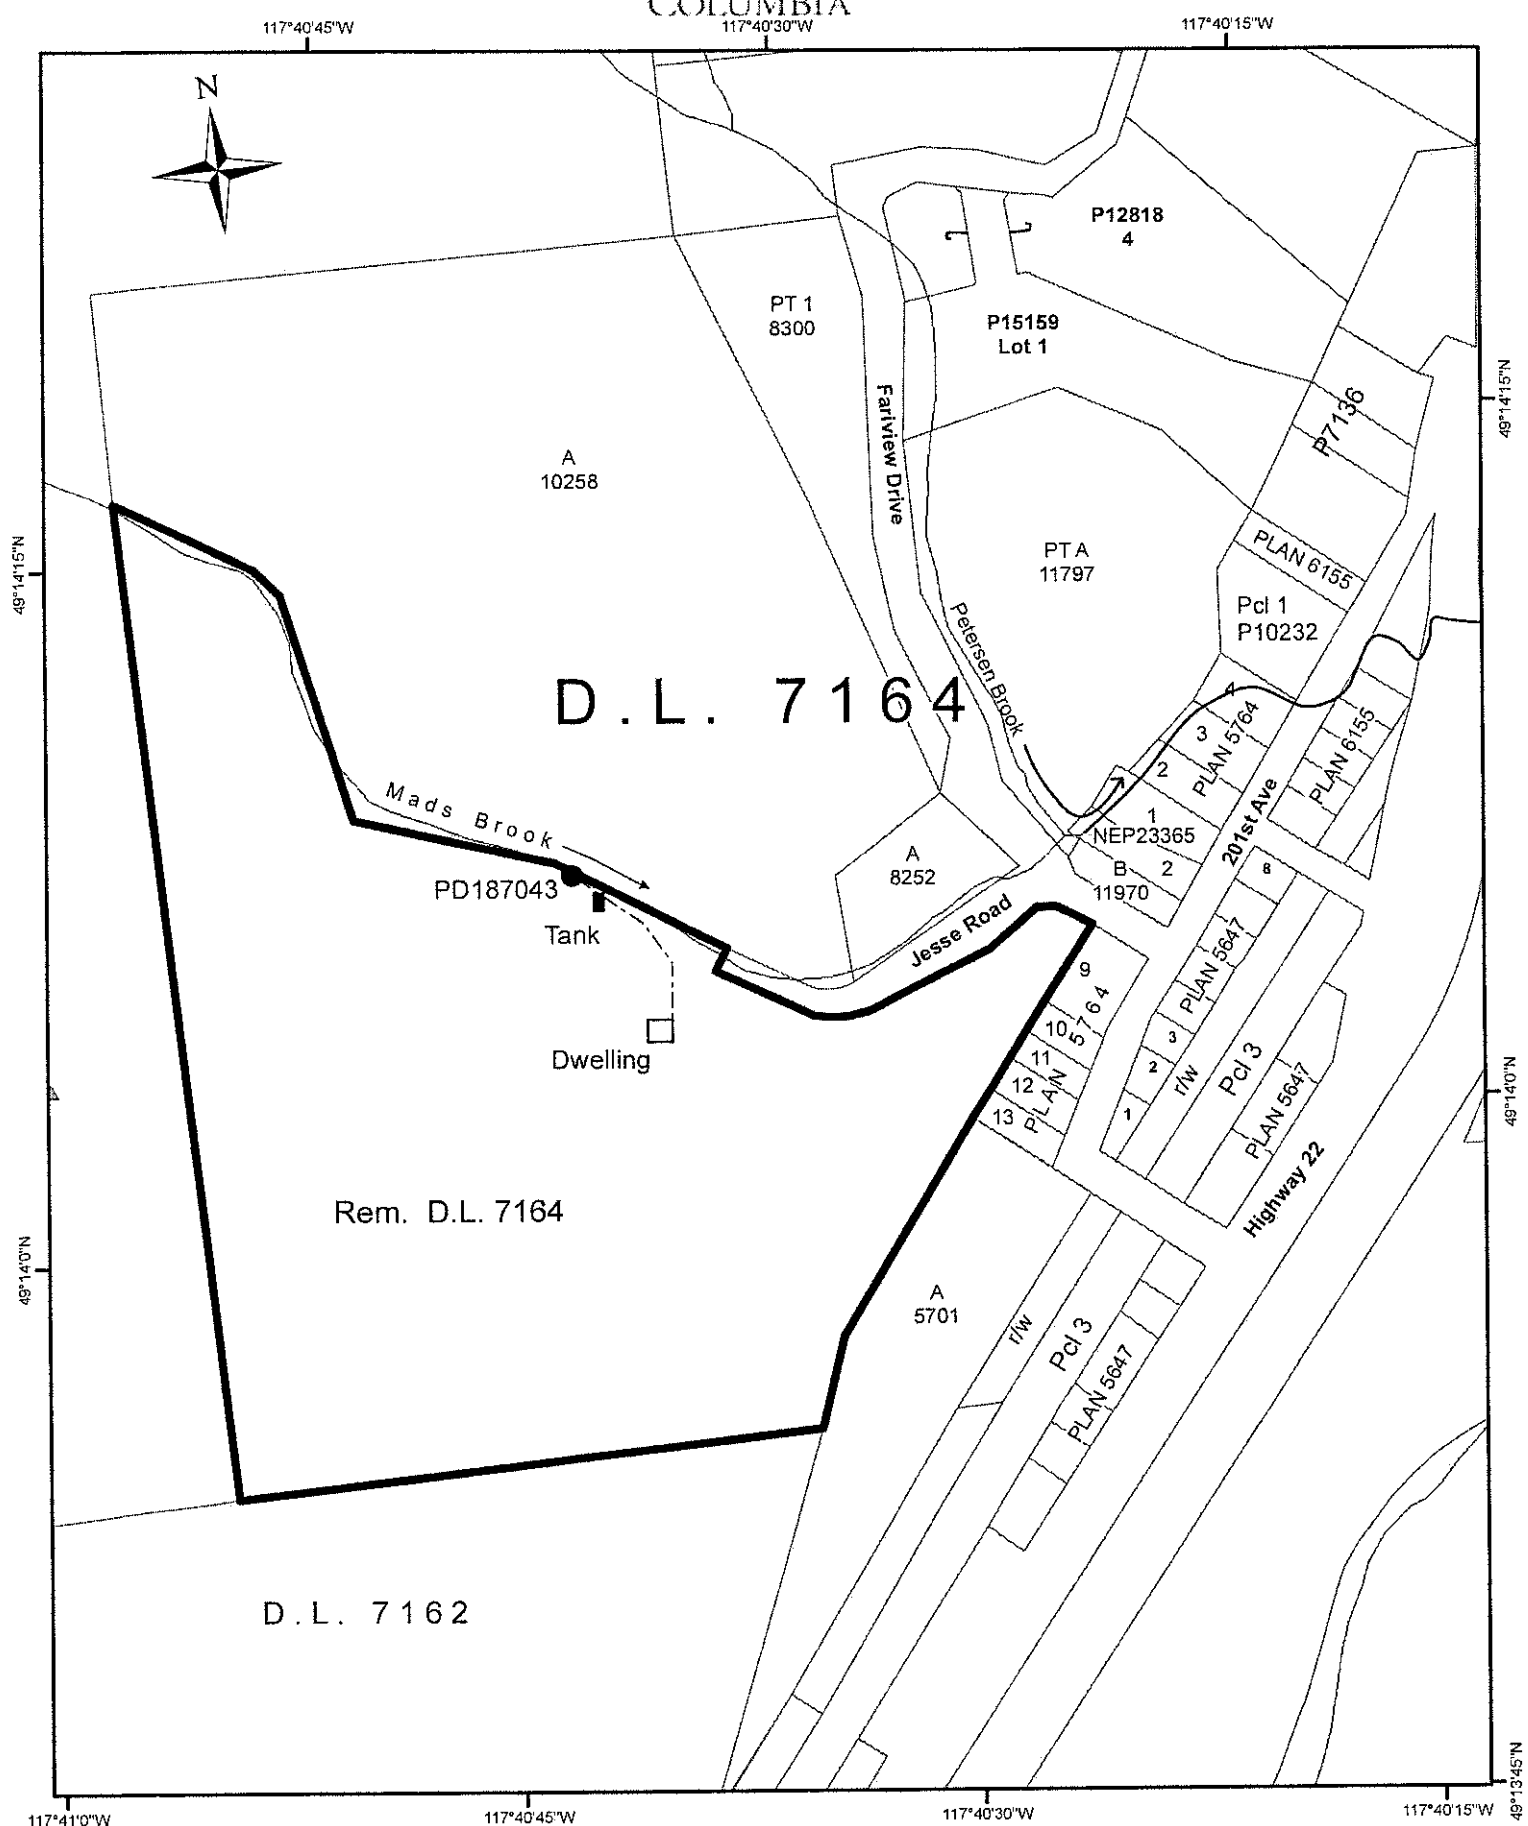 COLUMBIA
117°40'45"W
117°40'30"W
117°40'15"W
N
P12818
4
PT 1
8300
P15159
Lot 1
49°14'15"N
Fariview Drive
P7136
A
10258
PLAN 6155
PT A
11797
49°14'15"N
Pcl 1
P10232
Petersen Brook
D.L. 7164
4
3
2
PLAN 5764
PLAN 6155
Mads Brook
1
NEP23365
201st Ave
A
8252
B
2
11970
8
PD187043
Tank
Jesse Road
PLAN 5647
9
10
11
12
13
PLAN 5764
3
2
1
r/w
Pcl 3
PLAN 5647
Dwelling
49°14'0"N
Highway 22
Rem. D.L. 7164
49°14'0"N
A
5701
r/w
Pcl 3
PLAN 5647
D.L. 7162
49°13'45"N
117°41'0"W
117°40'45"W
117°40'30"W
117°40'15"W